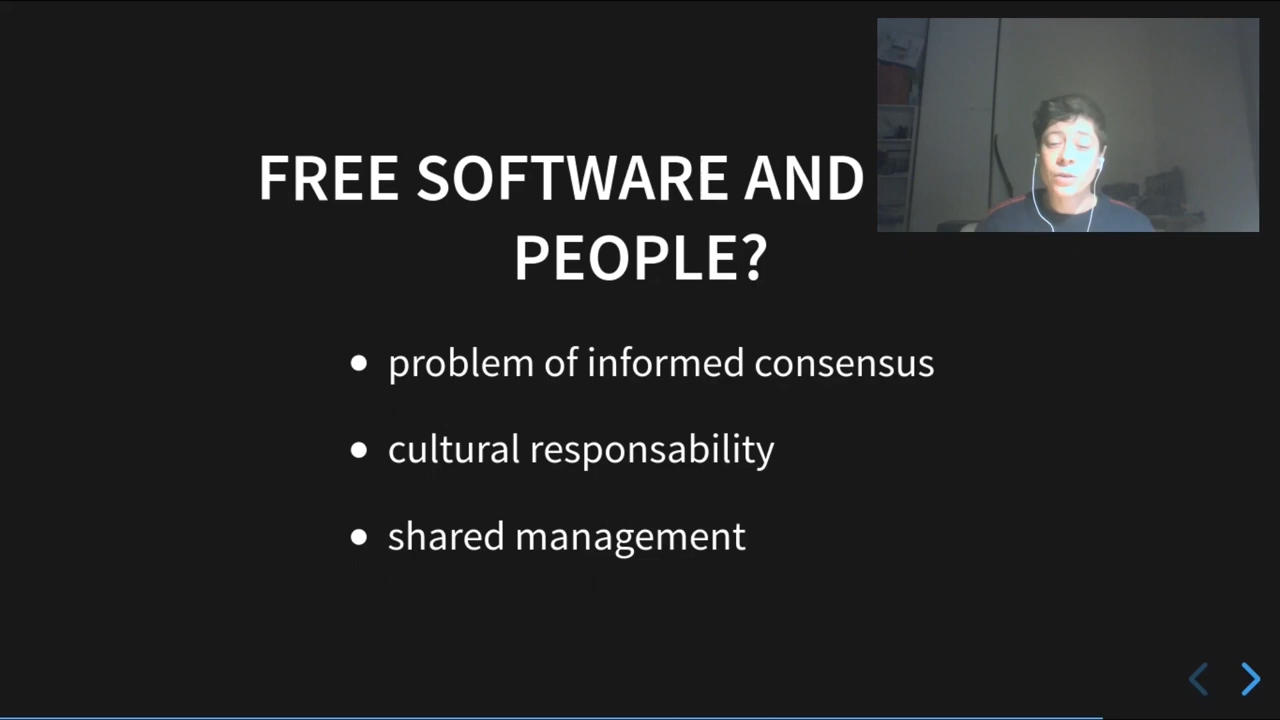 FREE SOFTWARE AND
PEOPLE?
problem of informed consensus
cultural responsability
shared management